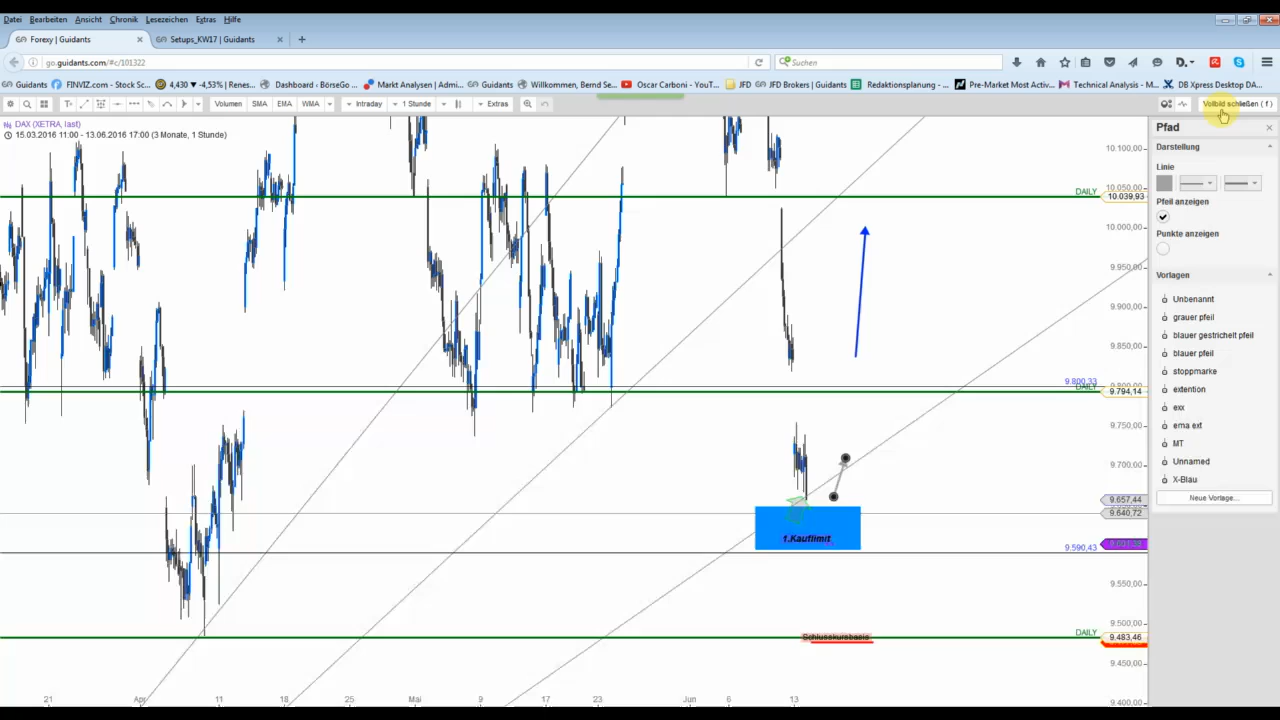 Datei Bearbeiten Ansicht Chronik Lesezeichen Extras Hilfe
Forexy | Guidants × Setups_KW17 | Guidants × +
go.guidants.com/#c/101322 Suchen
Guidants FINVIZ.com - Stock Sc... 4,430 ▾ -4,53% | Renes... Dashboard ‹ BörseGo ... Markt Analysen | Admi... Guidants Willkommen, Bernd Se... Oscar Carboni - YouT... JFD JFD Brokers | Guidants Redaktionsplanung - ... Pre-Market Most Activ... Technical Analysis - M... DB Xpress Desktop DA...
Volumen SMA EMA WMA Intraday 1 Stunde Extras Vollbild schließen ( f )
DAX (XETRA, last)
15.03.2016 11:00 - 13.06.2016 17:00 (3 Monate, 1 Stunde)
Pfad
Darstellung
Linie
Pfeil anzeigen
Punkte anzeigen
Vorlagen
Unbenannt
grauer pfeil
blauer gestrichelt pfeil
blauer pfeil
stoppmarke
extention
exx
ema ext
MT
Unnamed
X-Blau
Neue Vorlage...
10.100,00
10.050,00
DAILY 10.039,93
10.000,00
9.950,00
9.900,00
9.850,00
9.800,33
DAILY 9.794,14
9.750,00
9.700,00
9.657,44
9.640,72
1.Kauflimit
9.590,43
9.550,00
9.500,00
Schlusskursbasis DAILY 9.483,46
9.450,00
9.400,00
21 Apr 11 18 25 Mai 9 17 23 Jun 6 13